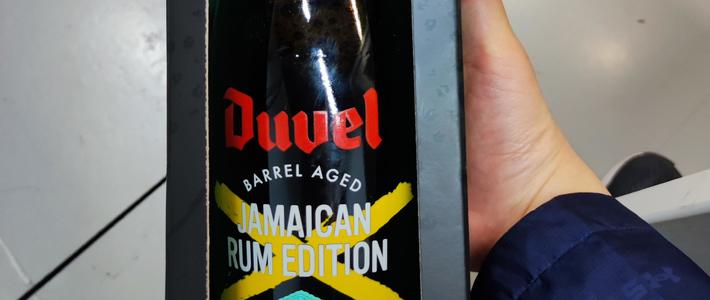 Duvel
BARREL AGED
JAMAICAN
RUM EDITION